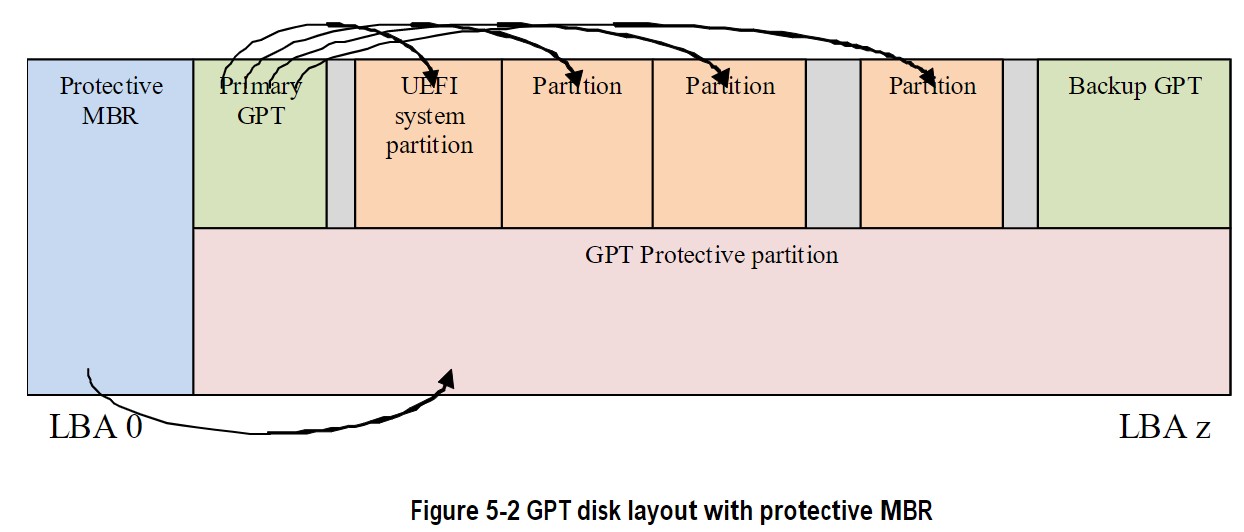 Protective
MBR
Primary
GPT
UEFI
system
partition
Partition
Partition
Partition
Backup GPT
GPT Protective partition
LBA 0
LBA z
Figure 5-2 GPT disk layout with protective MBR